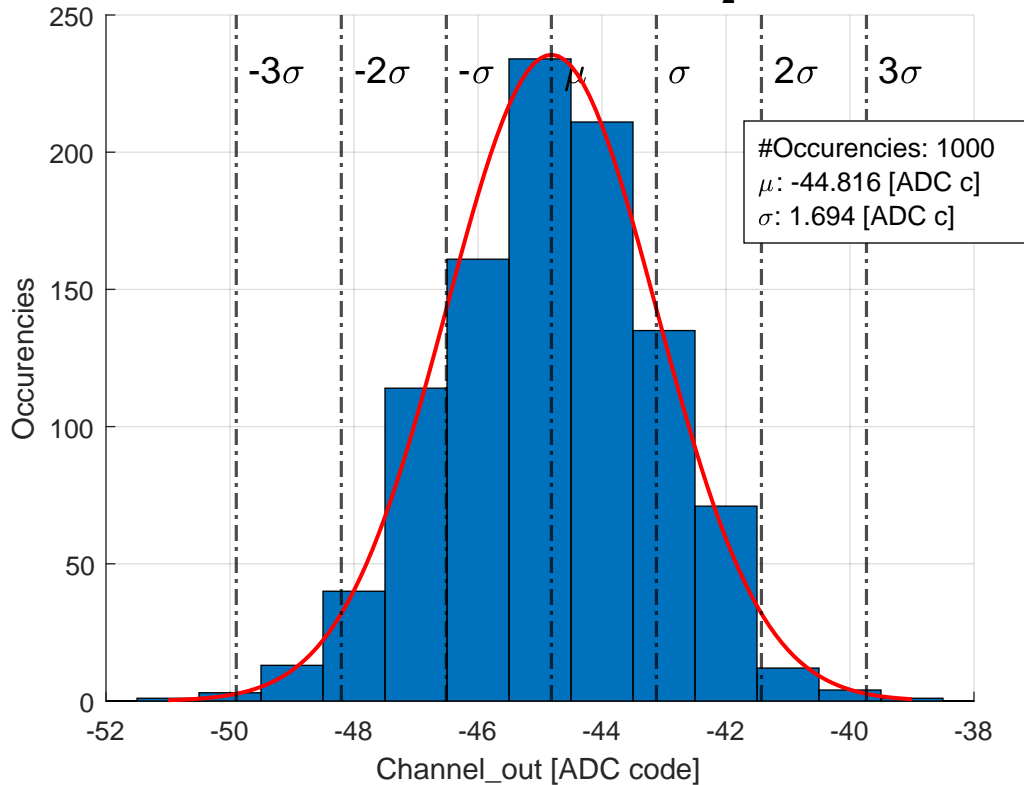 250
200
150
100
50
0
-3σ
-2σ
-σ
μ
σ
2σ
3σ
#Occurencies: 1000
μ: -44.816 [ADC c]
σ: 1.694 [ADC c]
Occurencies
-52
-50
-48
-46
-44
-42
-40
-38
Channel_out [ADC code]